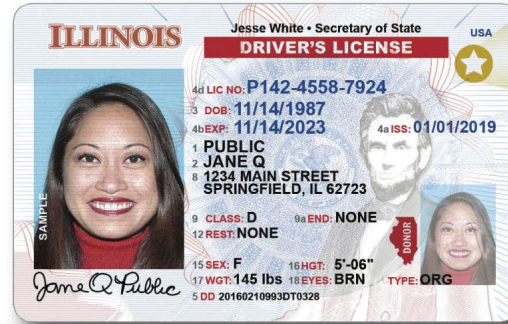 Jesse White • Secretary of State
ILLINOIS
USA
DRIVER'S LICENSE
4d LIC NO: P142-4558-7924
3 DOB: 11/14/1987
4b EXP: 11/14/2023 4a ISS: 01/01/2019
1 PUBLIC
2 JANE Q
8 1234 MAIN STREET
SPRINGFIELD, IL 62723
9 CLASS: D 9a END: NONE
12 REST: NONE
DONOR
15 SEX: F 16 HGT: 5'-06"
17 WGT: 145 lbs 18 EYES: BRN TYPE: ORG
5 DD 20160210993DT0328
SAMPLE
Jane Q Public